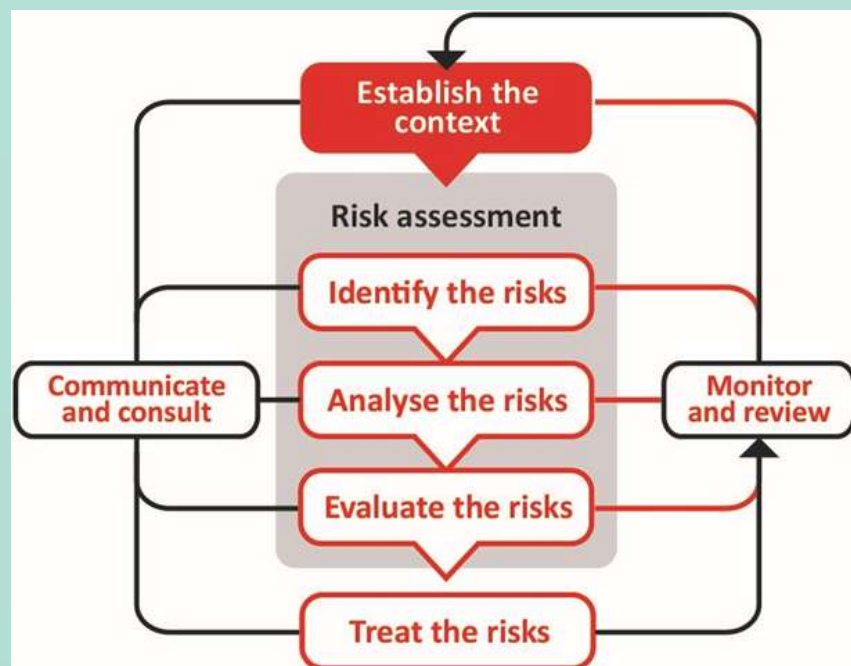 Establish the
context
Risk assessment
Identify the risks
Communicate
and consult
Analyse the risks
Monitor
and review
Evaluate the risks
Treat the risks